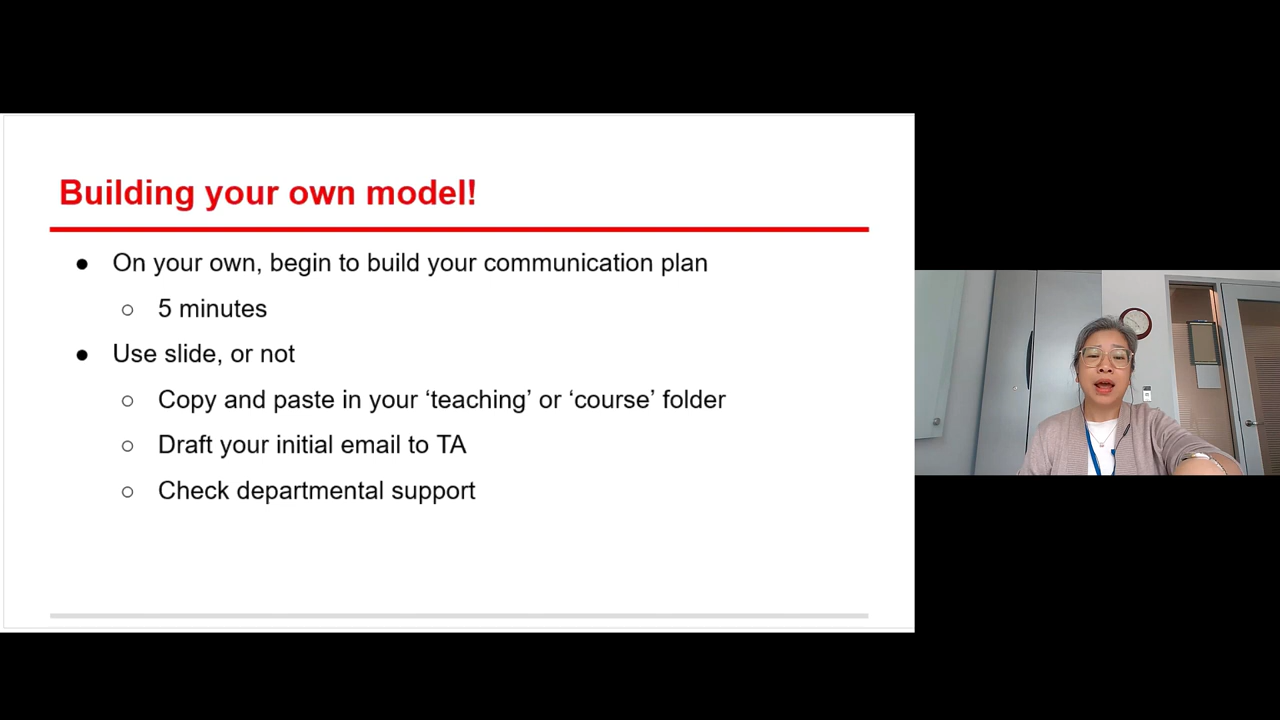 Building your own model!
● On your own, begin to build your communication plan
○ 5 minutes
● Use slide, or not
○ Copy and paste in your ‘teaching’ or ‘course’ folder
○ Draft your initial email to TA
○ Check departmental support